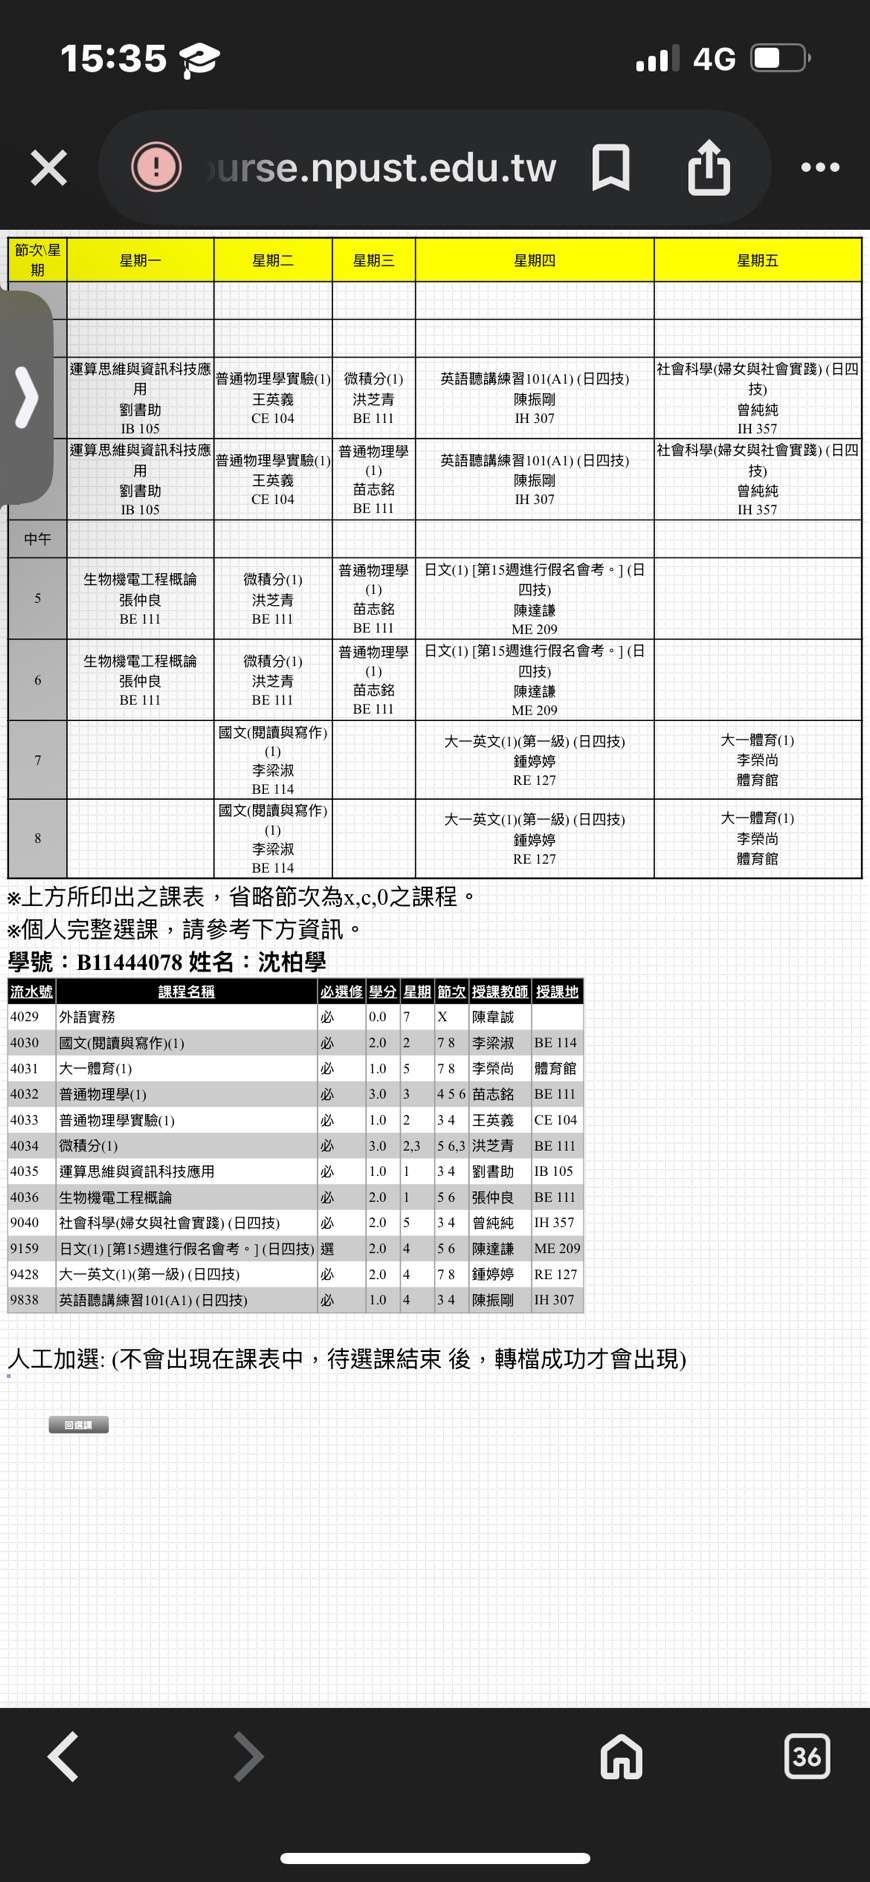 15:35
4G
urse.npust.edu.tw
節次\星期 星期一 星期二 星期三 星期四 星期五
運算思維與資訊科技應用 劉書助 IB 105 普通物理學實驗(1) 王英義 CE 104 微積分(1) 洪芝青 BE 111 英語聽講練習101(A1) (日四技) 陳振剛 IH 307 社會科學(婦女與社會實踐) (日四技) 曾純純 IH 357
運算思維與資訊科技應用 劉書助 IB 105 普通物理學實驗(1) 王英義 CE 104 普通物理學(1) 苗志銘 BE 111 英語聽講練習101(A1) (日四技) 陳振剛 IH 307 社會科學(婦女與社會實踐) (日四技) 曾純純 IH 357
中午
5 生物機電工程概論 張仲良 BE 111 微積分(1) 洪芝青 BE 111 普通物理學(1) 苗志銘 BE 111 日文(1) [第15週進行假名會考。] (日四技) 陳達謙 ME 209
6 生物機電工程概論 張仲良 BE 111 微積分(1) 洪芝青 BE 111 普通物理學(1) 苗志銘 BE 111 日文(1) [第15週進行假名會考。] (日四技) 陳達謙 ME 209
7 國文(閱讀與寫作)(1) 李梁淑 BE 114 大一英文(1)(第一級) (日四技) 鍾婷婷 RE 127 大一體育(1) 李榮尚 體育館
8 國文(閱讀與寫作)(1) 李梁淑 BE 114 大一英文(1)(第一級) (日四技) 鍾婷婷 RE 127 大一體育(1) 李榮尚 體育館
※上方所印出之課表，省略節次為x,c,0之課程。
※個人完整選課，請參考下方資訊。
學號：B11444078 姓名：沈柏學
流水號 課程名稱 必選修 學分 星期 節次 授課教師 授課地
4029 外語實務 必 0.0 7 X 陳韋誠
4030 國文(閱讀與寫作)(1) 必 2.0 2 7 8 李梁淑 BE 114
4031 大一體育(1) 必 1.0 5 7 8 李榮尚 體育館
4032 普通物理學(1) 必 3.0 3 4 5 6 苗志銘 BE 111
4033 普通物理學實驗(1) 必 1.0 2 3 4 王英義 CE 104
4034 微積分(1) 必 3.0 2,3 5 6,3 洪芝青 BE 111
4035 運算思維與資訊科技應用 必 1.0 1 3 4 劉書助 IB 105
4036 生物機電工程概論 必 2.0 1 5 6 張仲良 BE 111
9040 社會科學(婦女與社會實踐) (日四技) 必 2.0 5 3 4 曾純純 IH 357
9159 日文(1) [第15週進行假名會考。] (日四技) 選 2.0 4 5 6 陳達謙 ME 209
9428 大一英文(1)(第一級) (日四技) 必 2.0 4 7 8 鍾婷婷 RE 127
9838 英語聽講練習101(A1) (日四技) 必 1.0 4 3 4 陳振剛 IH 307
人工加選: (不會出現在課表中，待選課結束 後，轉檔成功才會出現)
回選課
36